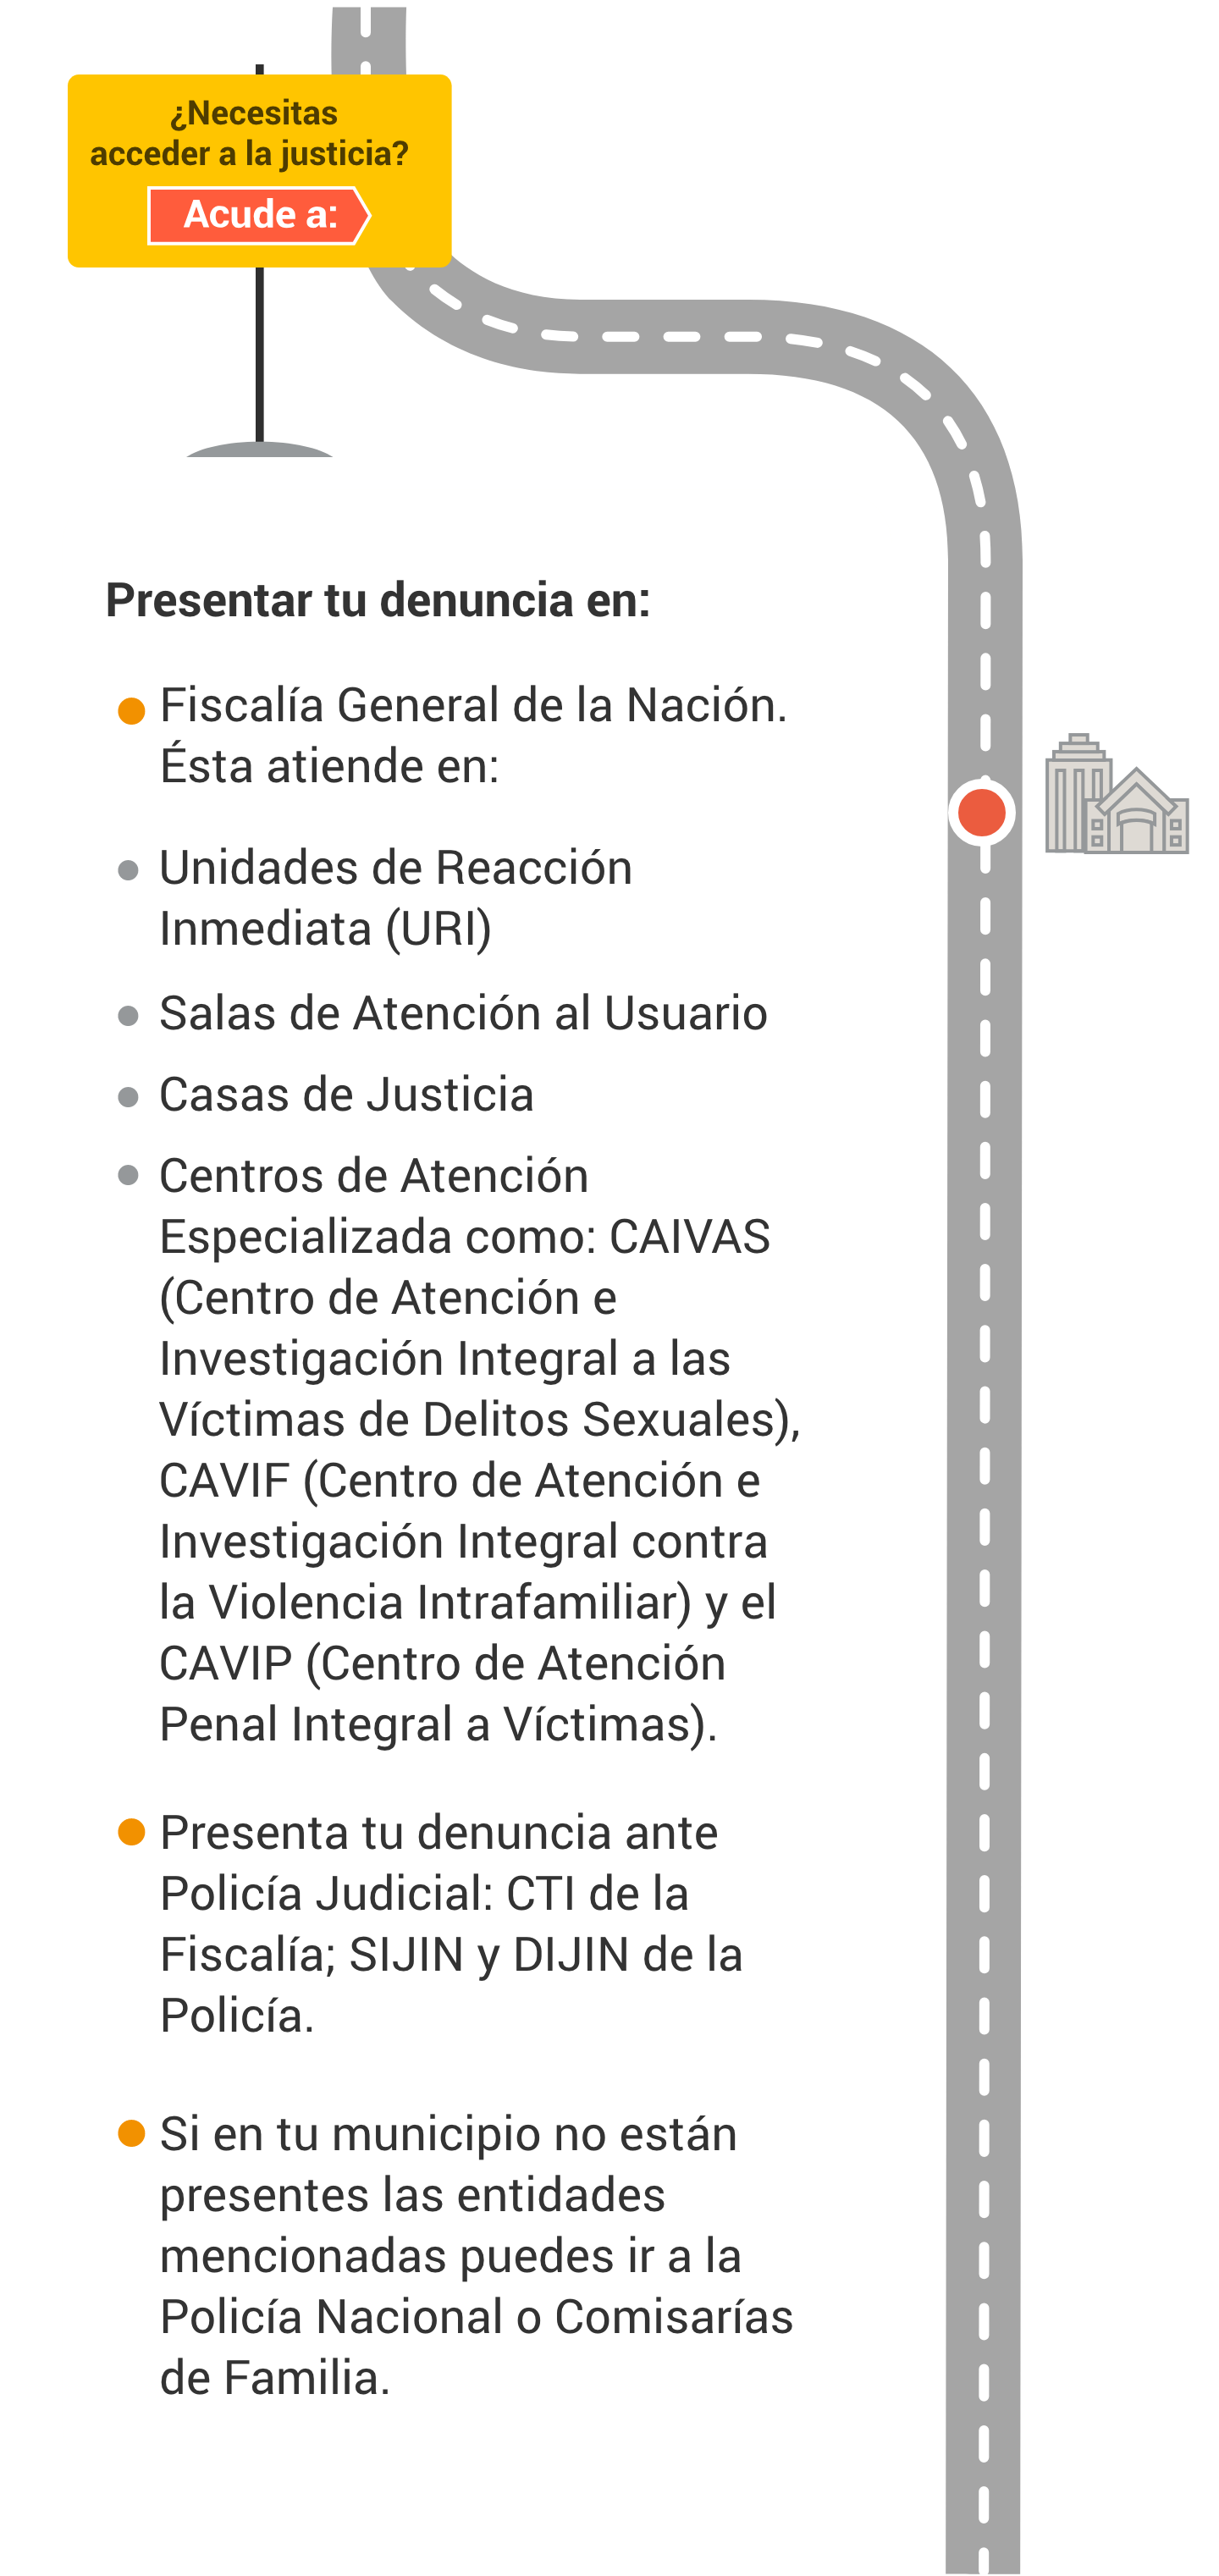 ¿Necesitas
acceder a la justicia?
Acude a:
Presentar tu denuncia en:
Fiscalía General de la Nación.
Ésta atiende en:
Unidades de Reacción
Inmediata (URI)
Salas de Atención al Usuario
Casas de Justicia
Centros de Atención
Especializada como: CAIVAS
(Centro de Atención e
Investigación Integral a las
Víctimas de Delitos Sexuales),
CAVIF (Centro de Atención e
Investigación Integral contra
la Violencia Intrafamiliar) y el
CAVIP (Centro de Atención
Penal Integral a Víctimas).
Presenta tu denuncia ante
Policía Judicial: CTI de la
Fiscalía; SIJIN y DIJIN de la
Policía.
Si en tu municipio no están
presentes las entidades
mencionadas puedes ir a la
Policía Nacional o Comisarías
de Familia.